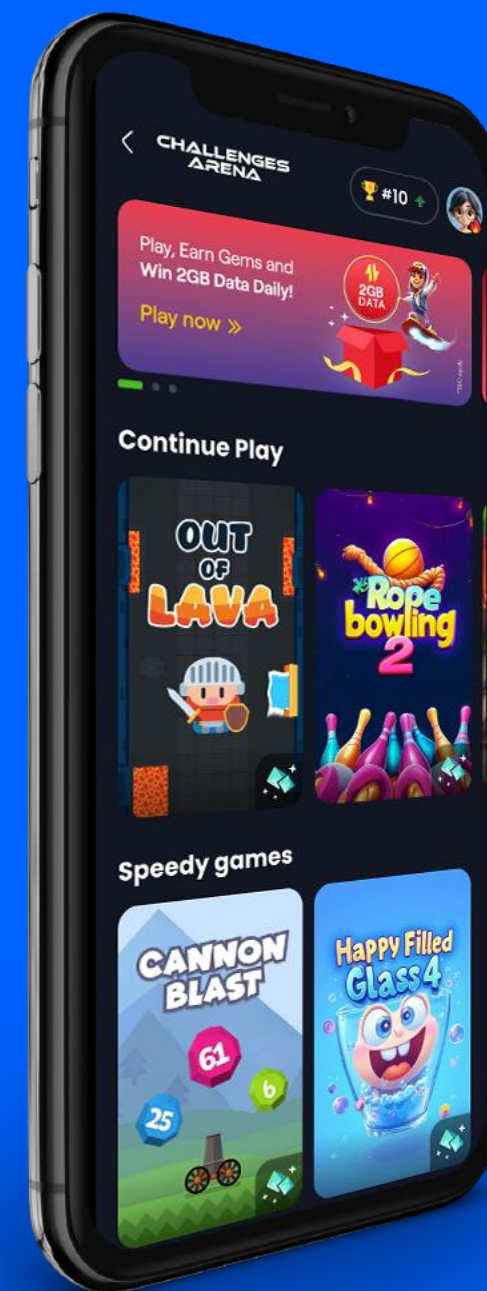 CHALLENGES
ARENA
#10
Play, Earn Gems and
Win 2GB Data Daily!
Play now »
2GB
DATA
Continue Play
OUT
OF
LAVA
Rope
bowling
2
Speedy games
CANNON
BLAST
61
6
25
Happy Filled
Glass 4